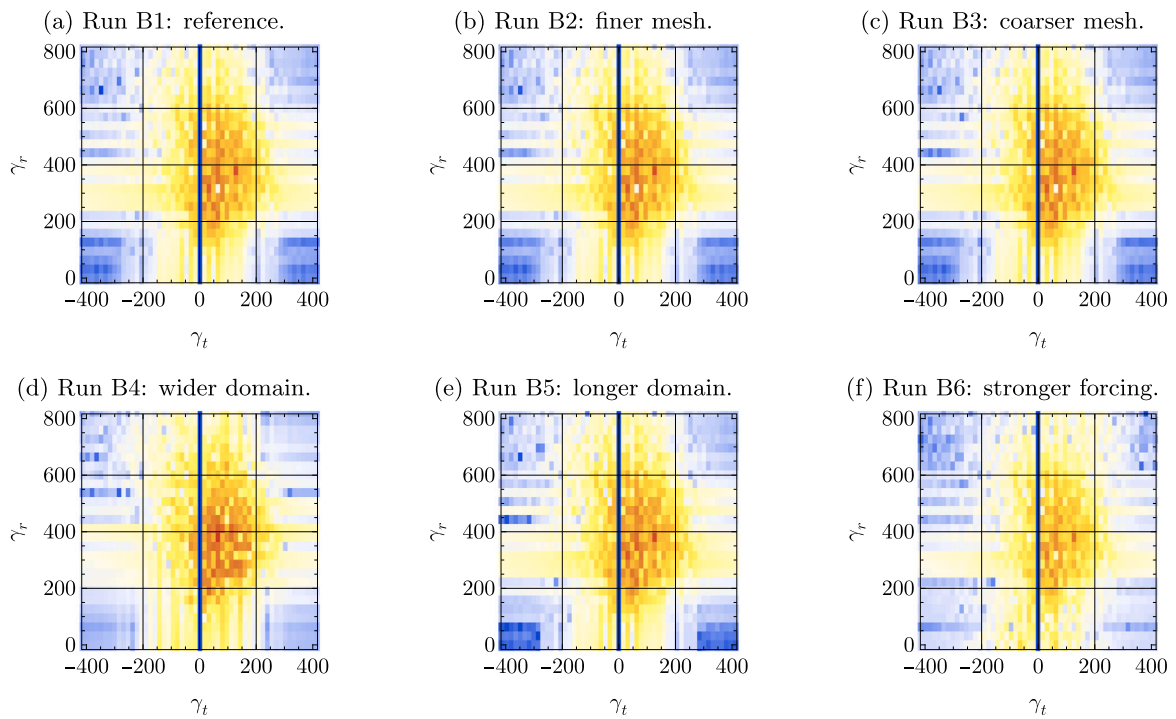 (a) Run B1: reference.
(b) Run B2: finer mesh.
(c) Run B3: coarser mesh.
800
600
γr
400
200
0
−400 −200 0 200 400
γt
800
600
γr
400
200
0
−400 −200 0 200 400
γt
800
600
γr
400
200
0
−400 −200 0 200 400
γt
(d) Run B4: wider domain.
(e) Run B5: longer domain.
(f) Run B6: stronger forcing.
800
600
γr
400
200
0
−400 −200 0 200 400
γt
800
600
γr
400
200
0
−400 −200 0 200 400
γt
800
600
γr
400
200
0
−400 −200 0 200 400
γt